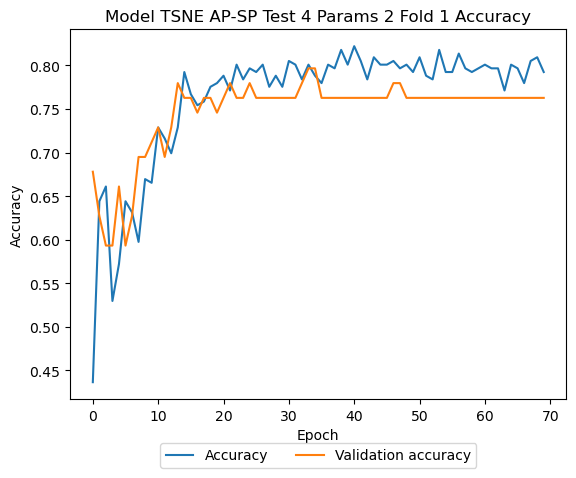 Model TSNE AP-SP Test 4 Params 2 Fold 1 Accuracy
0.80
0.75
0.70
0.65
0.60
0.55
0.50
0.45
Accuracy
0 10 20 30 40 50 60 70
Epoch
Accuracy Validation accuracy